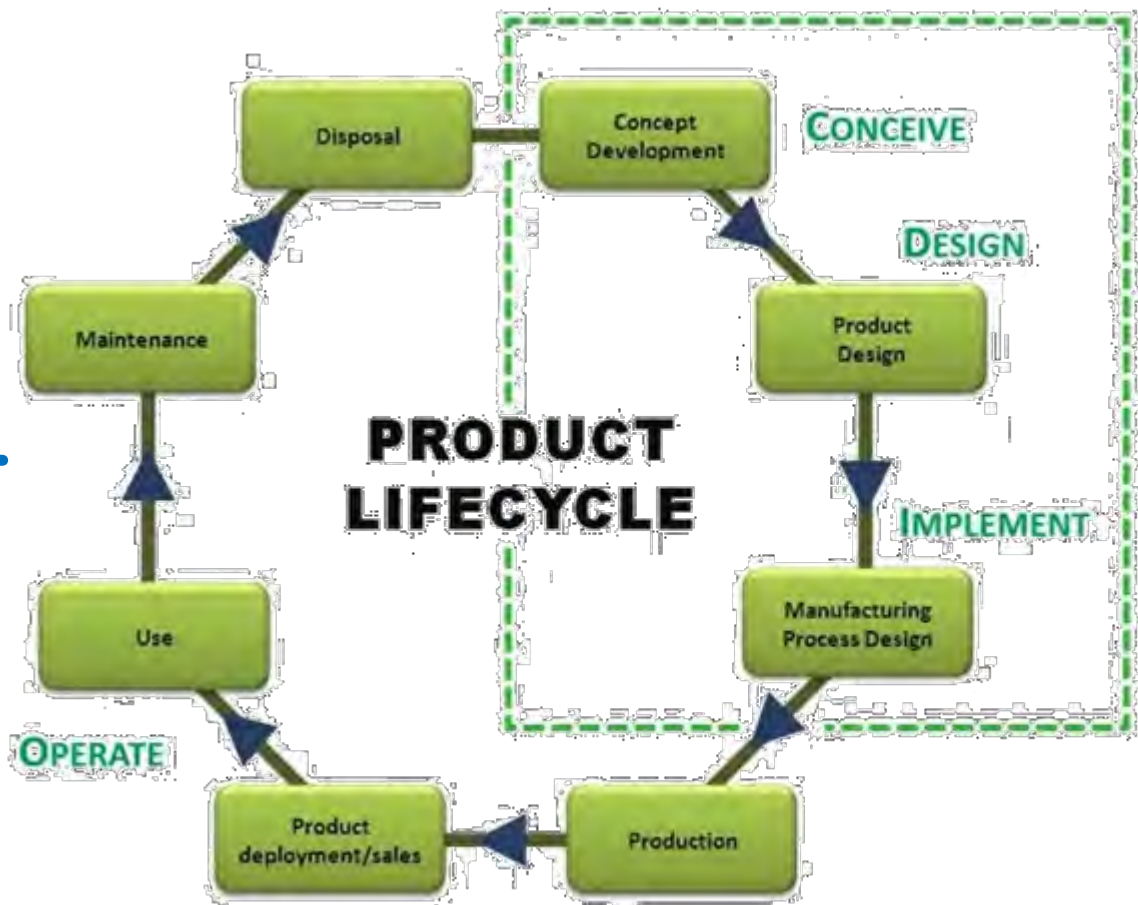 Disposal
Concept
Development
CONCEIVE
DESIGN
Maintenance
Product
Design
PRODUCT
LIFECYCLE
IMPLEMENT
Use
Manufacturing
Process Design
OPERATE
Product
deployment/sales
Production